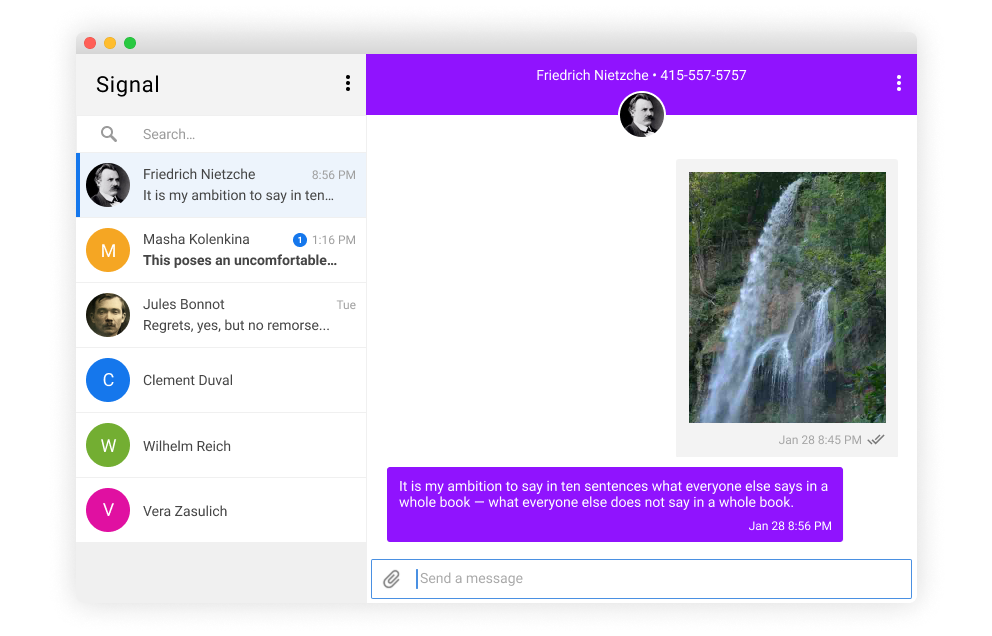 Signal
Search...
Friedrich Nietzche
8:56 PM
It is my ambition to say in ten...
M
Masha Kolenkina
1
1:16 PM
This poses an uncomfortable...
Jules Bonnot
Tue
Regrets, yes, but no remorse...
C
Clement Duval
W
Wilhelm Reich
V
Vera Zasulich
Friedrich Nietzche • 415-557-5757
Jan 28 8:45 PM
It is my ambition to say in ten sentences what everyone else says in a
whole book — what everyone else does not say in a whole book.
Jan 28 8:56 PM
Send a message